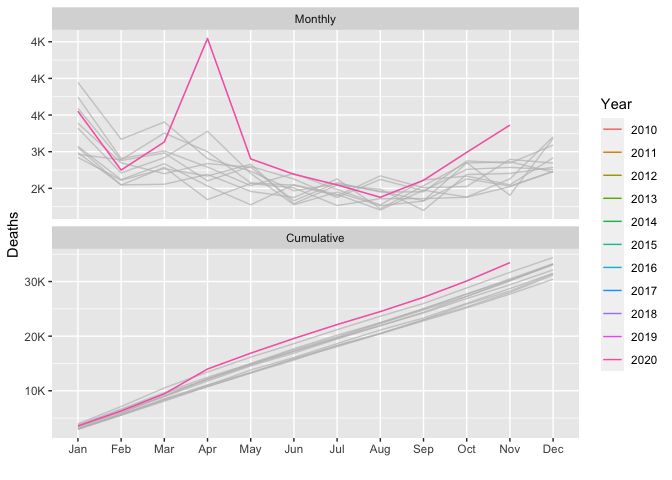 Monthly
4K
4K
4K
3K
2K
Deaths
Cumulative
30K
20K
10K
Jan Feb Mar Apr May Jun Jul Aug Sep Oct Nov Dec
Year
2010
2011
2012
2013
2014
2015
2016
2017
2018
2019
2020